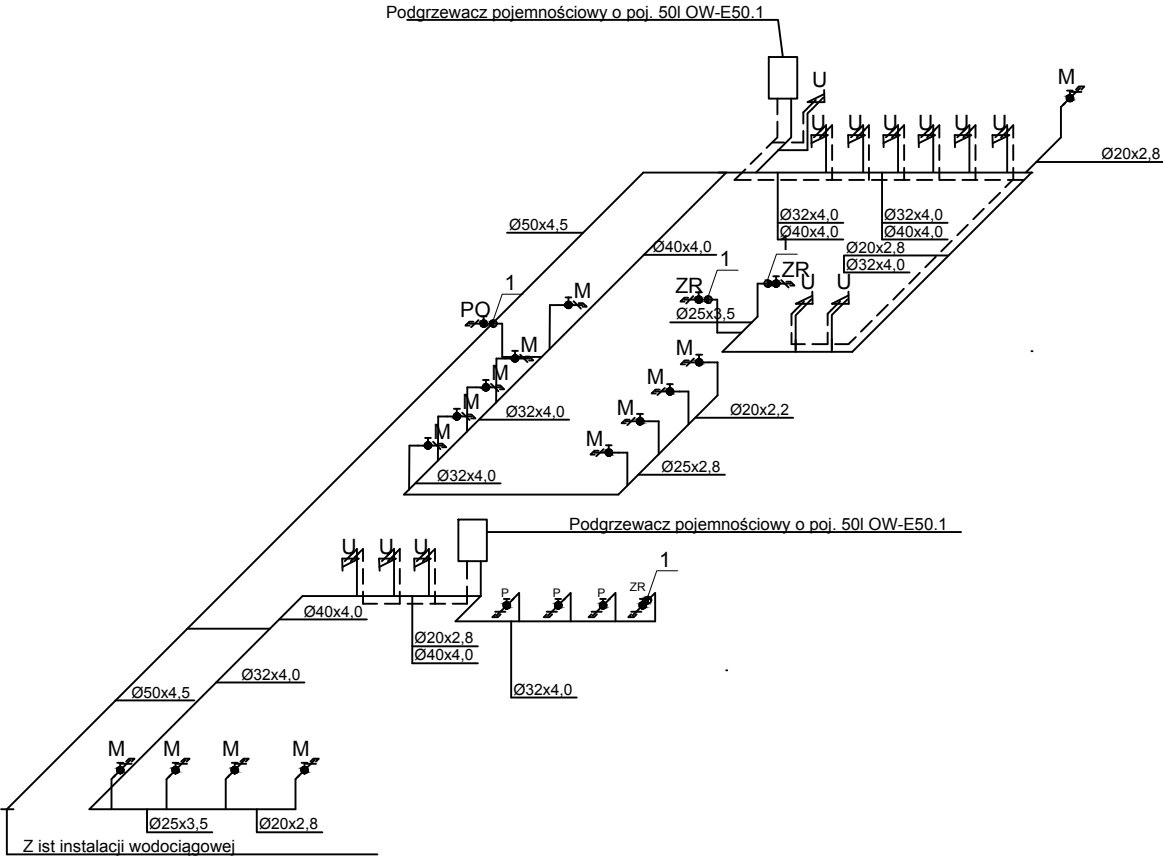 Podgrzewacz pojemnościowy o poj. 50l OW-E50.1
U
M
U U U U U U
Ø20x2,8
Ø32x4,0 Ø32x4,0
Ø40x4,0 Ø40x4,0
Ø50x4,5
Ø40x4,0
Ø20x2,8
Ø32x4,0
1 1
ZR ZR
U U
1
PO
M
Ø25x3,5
M
M
M
M
M
M
M
M
Ø32x4,0
Ø20x2,2
Ø32x4,0
Ø25x2,8
Podgrzewacz pojemnościowy o poj. 50l OW-E50.1
U U U
1
P P P ZR
Ø40x4,0
Ø20x2,8
Ø40x4,0
Ø32x4,0
Ø50x4,5
Ø32x4,0
M M M M
Ø25x3,5 Ø20x2,8
Z ist instalacji wodociągowej